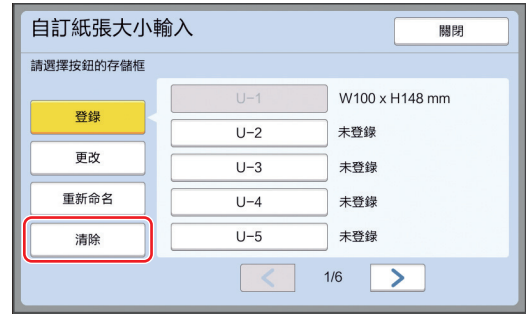 自訂紙張大小輸入
關閉
請選擇按鈕的存儲框
登錄
更改
重新命名
清除
U-1 W100 x H148 mm
U-2 未登錄
U-3 未登錄
U-4 未登錄
U-5 未登錄
< 1/6 >